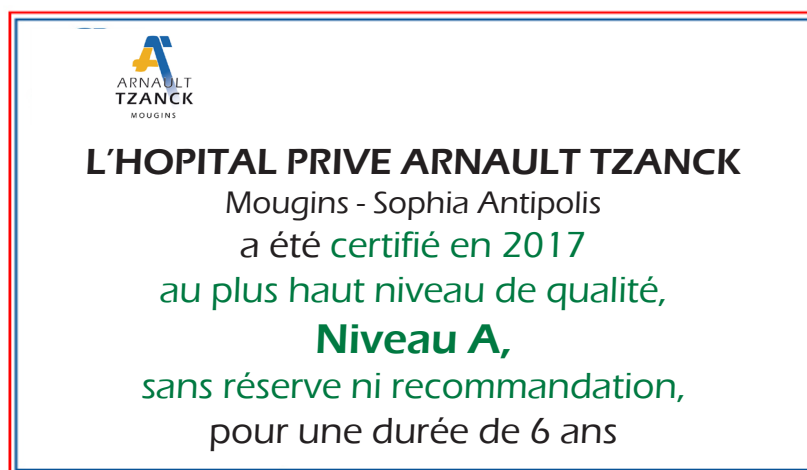 ARNAULT
TZANCK
MOUGINS
L'HOPITAL PRIVE ARNAULT TZANCK
Mougins - Sophia Antipolis
a été certifié en 2017
au plus haut niveau de qualité,
Niveau A,
sans réserve ni recommandation,
pour une durée de 6 ans